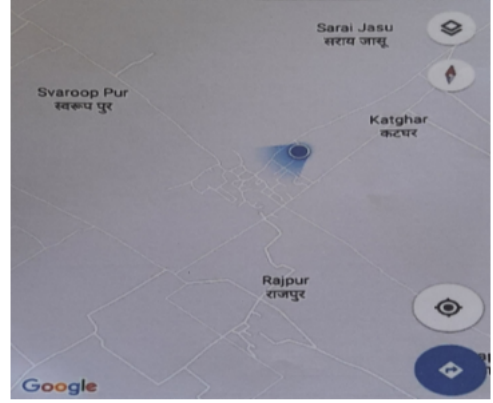 Sarai Jasu
सराय जासू
Svaroop Pur
स्वरूप पुर
Katghar
कटघर
Rajpur
राजपुर
Google